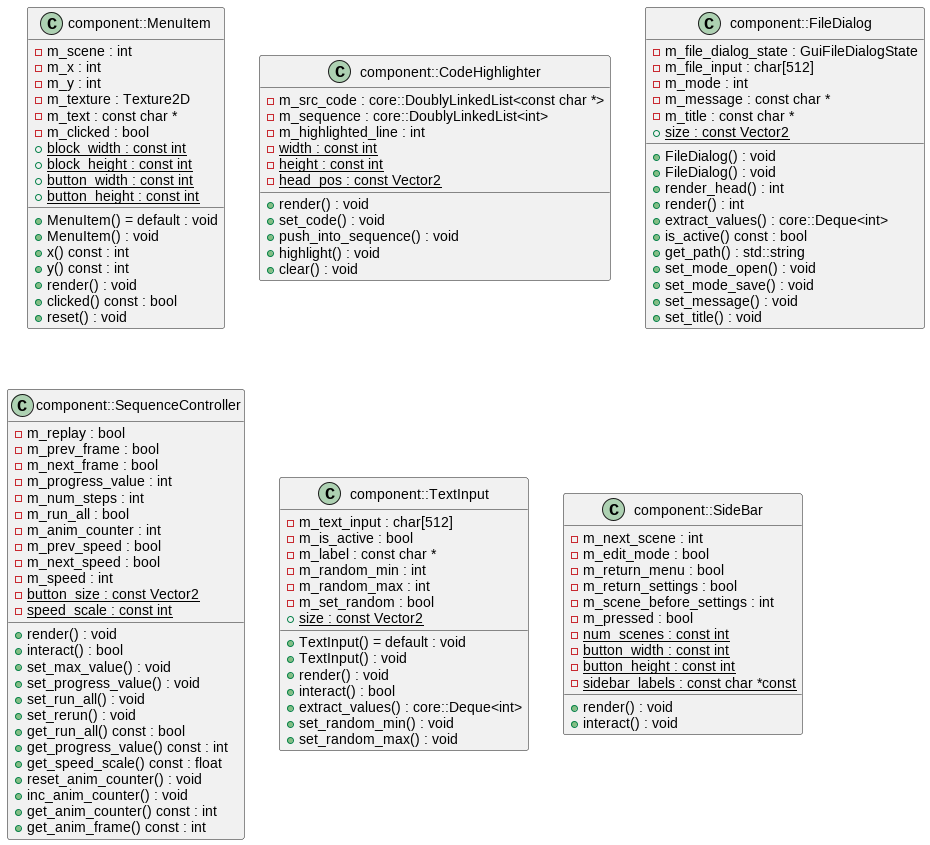 C component::MenuItem
m_scene : int
m_x : int
m_y : int
m_texture : Texture2D
m_text : const char *
m_clicked : bool
block_width : const int
block_height : const int
button_width : const int
button_height : const int
MenuItem() = default : void
MenuItem() : void
x() const : int
y() const : int
render() : void
clicked() const : bool
reset() : void
C component::CodeHighlighter
m_src_code : core::DoublyLinkedList<const char *>
m_sequence : core::DoublyLinkedList<int>
m_highlighted_line : int
width : const int
height : const int
head_pos : const Vector2
render() : void
set_code() : void
push_into_sequence() : void
highlight() : void
clear() : void
C component::FileDialog
m_file_dialog_state : GuiFileDialogState
m_file_input : char[512]
m_mode : int
m_message : const char *
m_title : const char *
size : const Vector2
FileDialog() : void
FileDialog() : void
render_head() : int
render() : int
extract_values() : core::Deque<int>
is_active() const : bool
get_path() : std::string
set_mode_open() : void
set_mode_save() : void
set_message() : void
set_title() : void
C component::SequenceController
m_replay : bool
m_prev_frame : bool
m_next_frame : bool
m_progress_value : int
m_num_steps : int
m_run_all : bool
m_anim_counter : int
m_prev_speed : bool
m_next_speed : bool
m_speed : int
button_size : const Vector2
speed_scale : const int
render() : void
interact() : bool
set_max_value() : void
set_progress_value() : void
set_run_all() : void
set_rerun() : void
get_run_all() const : bool
get_progress_value() const : int
get_speed_scale() const : float
reset_anim_counter() : void
inc_anim_counter() : void
get_anim_counter() const : int
get_anim_frame() const : int
C component::TextInput
m_text_input : char[512]
m_is_active : bool
m_label : const char *
m_random_min : int
m_random_max : int
m_set_random : bool
size : const Vector2
TextInput() = default : void
TextInput() : void
render() : void
interact() : bool
extract_values() : core::Deque<int>
set_random_min() : void
set_random_max() : void
C component::SideBar
m_next_scene : int
m_edit_mode : bool
m_return_menu : bool
m_return_settings : bool
m_scene_before_settings : int
m_pressed : bool
num_scenes : const int
button_width : const int
button_height : const int
sidebar_labels : const char *const
render() : void
interact() : void